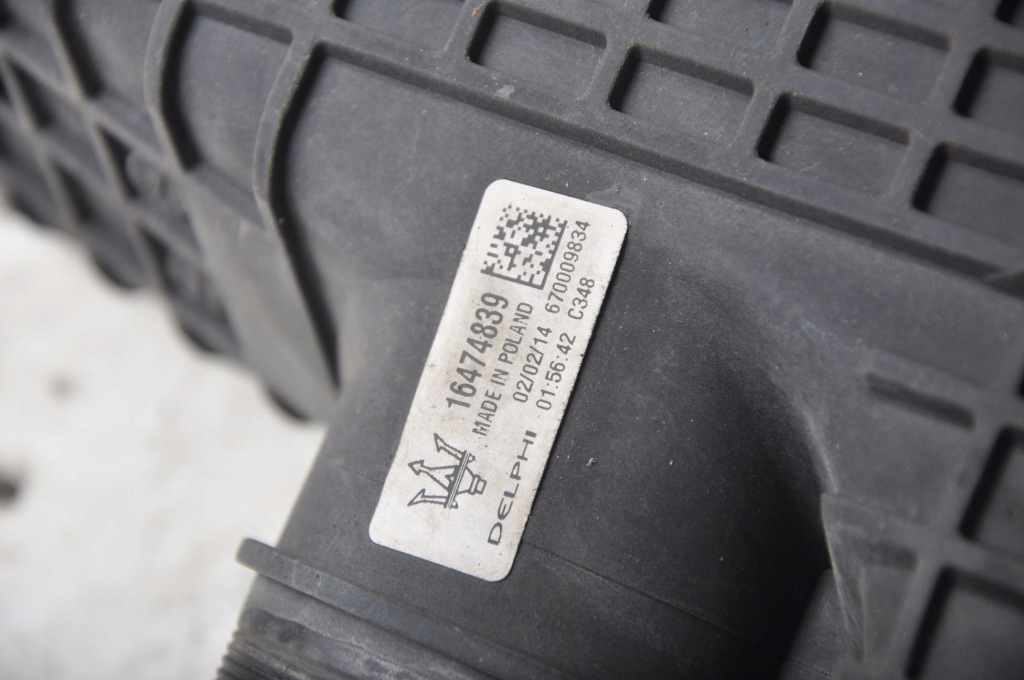 16474839
MADE IN POLAND
02/02/14 670009834
DELPHI 01:56:42 C348